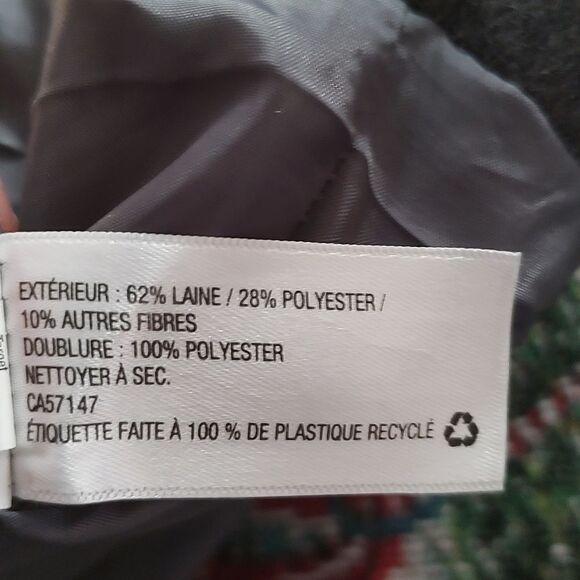 EXTÉRIEUR : 62% LAINE / 28% POLYESTER /
10% AUTRES FIBRES
DOUBLURE : 100% POLYESTER
NETTOYER À SEC.
CA57147
ÉTIQUETTE FAITE À 100 % DE PLASTIQUE RECYCLÉ